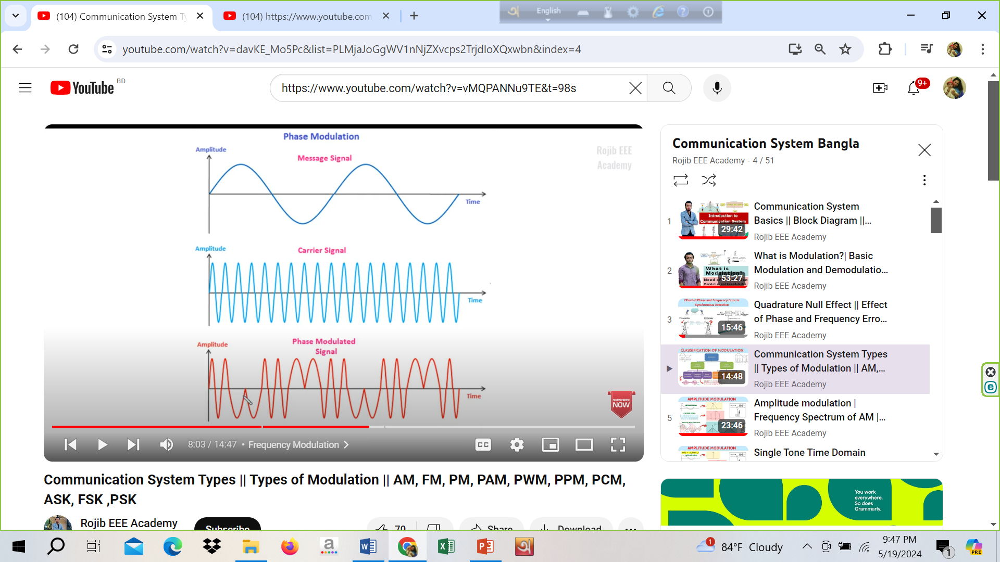 (104) Communication System Ty
(104) https://www.youtube.com
English
youtube.com/watch?v=davKE_Mo5Pc&list=PLMjaJoGgWV1nNjZXvcps2TrjdloXQxwbn&index=4
YouTube BD
https://www.youtube.com/watch?v=vMQPANNu9TE&t=98s
9+
Phase Modulation
Rojib EEE
Academy
Amplitude
Message Signal
Time
Amplitude
Carrier Signal
Time
Amplitude
Phase Modulated
Signal
Time
SUBSCRIBE
NOW
8:03 / 14:47 • Frequency Modulation
CC
Communication System Types || Types of Modulation || AM, FM, PM, PAM, PWM, PPM, PCM,
ASK, FSK ,PSK
Rojib EEE Academy
Subscribe
70
Share
Download
Communication System Bangla
Rojib EEE Academy - 4 / 51
1
Introduction to
Communication System
29:42
Communication System
Basics || Block Diagram ||...
Rojib EEE Academy
2
What is
Modulation?
53:27
What is Modulation?| Basic
Modulation and Demodulatio...
Rojib EEE Academy
3
Effect of Phase and Frequency Error in
Synchronous Detection
15:46
Quadrature Null Effect || Effect
of Phase and Frequency Erro...
Rojib EEE Academy
CLASSIFICATION OF MODULATION
14:48
Communication System Types
|| Types of Modulation || AM,...
Rojib EEE Academy
5
AMPLITUDE MODULATION
23:46
Amplitude modulation |
Frequency Spectrum of AM |...
Rojib EEE Academy
AMPLITUDE MODULATION
Single Tone Time Domain
You work
everywhere.
So does
Grammarly.
1
84°F Cloudy
9:47 PM
5/19/2024
1
PRE